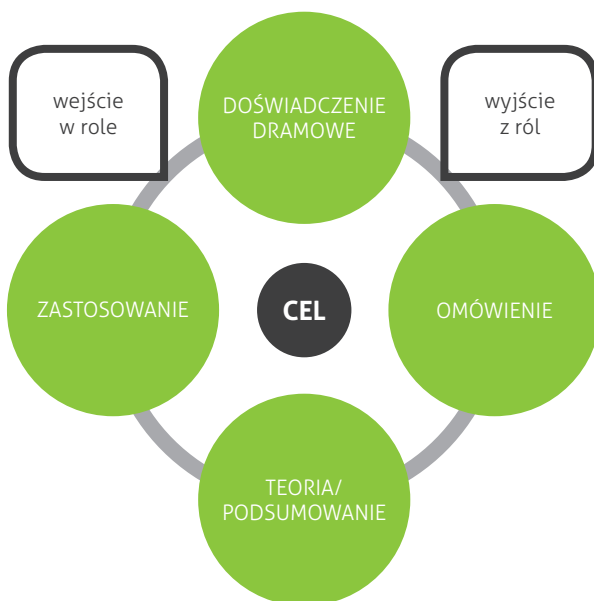 wejście
w role
DOŚWIADCZENIE
DRAMOWE
wyjście
z ról
ZASTOSOWANIE
CEL
OMÓWIENIE
TEORIA/
PODSUMOWANIE